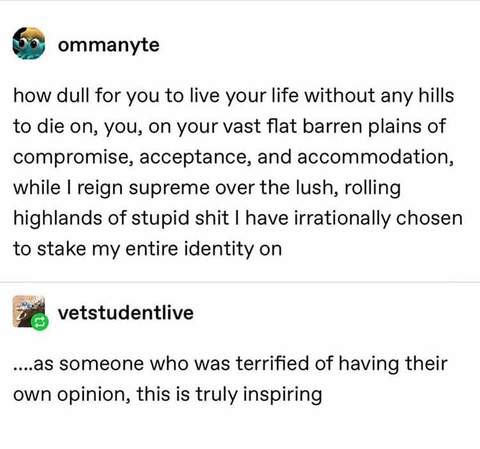 ommanyte
how dull for you to live your life without any hills
to die on, you, on your vast flat barren plains of
compromise, acceptance, and accommodation,
while I reign supreme over the lush, rolling
highlands of stupid shit I have irrationally chosen
to stake my entire identity on
vetstudentlive
....as someone who was terrified of having their
own opinion, this is truly inspiring